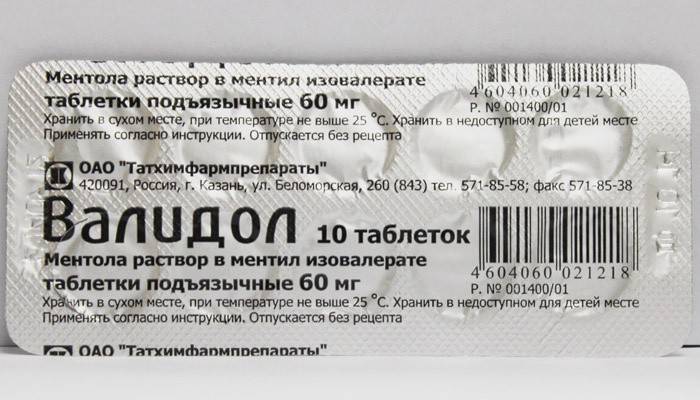 Ментола раствор в ментил изовалерате
таблетки подъязычные 60 мг
4 604060 021218
P. № 001400/01
Хранить в сухом месте, при температуре не выше 25 °C. Хранить в недоступном для детей месте
Применять согласно инструкции. Отпускается без рецепта
ОАО "Татхимфармпрепараты"
420091, Россия, г. Казань, ул. Беломорская, 260 (843) тел. 571-85-58; факс 571-85-38
Валидол 10 таблеток
Ментола раствор в ментил изовалерате
таблетки подъязычные 60 мг
4 604060 021218
P. № 001400/01
Хранить в сухом месте, при температуре не выше 25 °C. Хранить в недоступном для детей месте
Применять согласно инструкции. Отпускается без рецепта
ОАО "Татхимфармпрепараты"